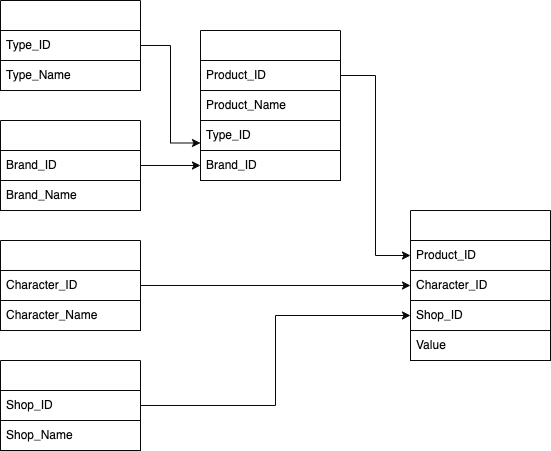 Type_ID
Type_Name
Brand_ID
Brand_Name
Character_ID
Character_Name
Shop_ID
Shop_Name
Product_ID
Product_Name
Type_ID
Brand_ID
Product_ID
Character_ID
Shop_ID
Value